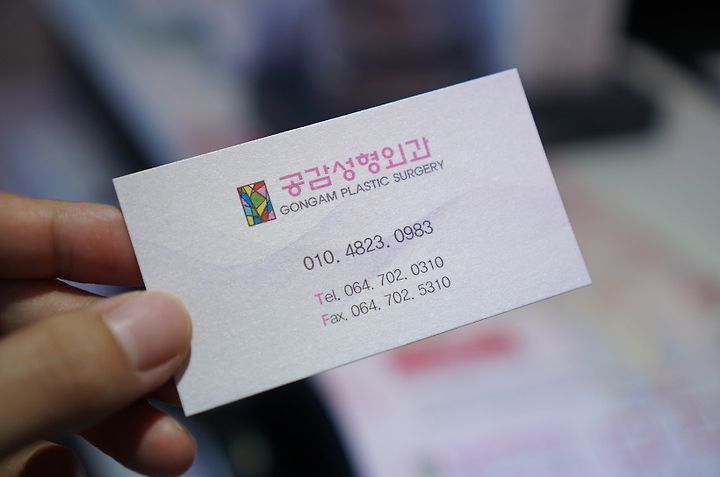 공감성형외과
GONGAM PLASTIC SURGERY
010. 4823. 0983
Tel. 064. 702. 0310
Fax. 064. 702. 5310